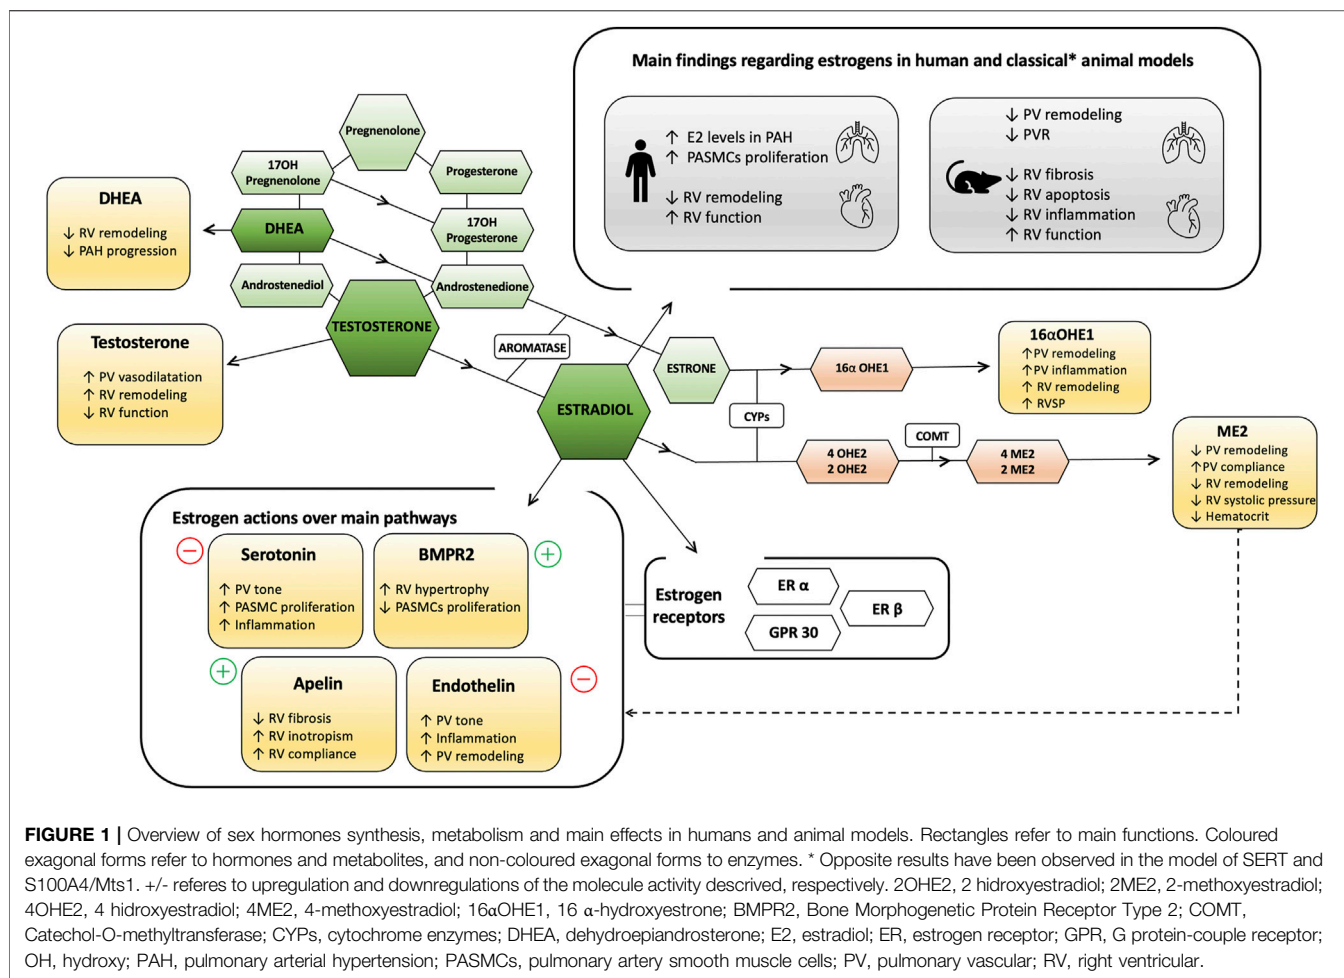 Main findings regarding estrogens in human and classical* animal models
↑ E2 levels in PAH
↑ PASMCs proliferation
↓ RV remodeling
↑ RV function
↓ PV remodeling
↓ PVR
↓ RV fibrosis
↓ RV apoptosis
↓ RV inflammation
↑ RV function
Pregnenolone
17OH
Pregnenolone
Progesterone
DHEA
17OH
Progesterone
Androstenediol
Androstenedione
TESTOSTERONE
AROMATASE
ESTRADIOL
ESTRONE
DHEA
↓ RV remodeling
↓ PAH progression
Testosterone
↑ PV vasodilatation
↑ RV remodeling
↓ RV function
CYPs
16α OHE1
16αOHE1
↑PV remodeling
↑PV inflammation
↑ RV remodeling
↑ RVSP
4 OHE2
2 OHE2
COMT
4 ME2
2 ME2
ME2
↓ PV remodeling
↑PV compliance
↓ RV remodeling
↓ RV systolic pressure
↓ Hematocrit
Estrogen actions over main pathways
−
Serotonin
↑ PV tone
↑ PASMC proliferation
↑ Inflammation
BMPR2
↑ RV hypertrophy
↓ PASMCs proliferation
+
+
Apelin
↓ RV fibrosis
↑ RV inotropism
↑ RV compliance
Endothelin
↑ PV tone
↑ Inflammation
↑ PV remodeling
−
Estrogen
receptors
ER α
ER β
GPR 30
FIGURE 1 | Overview of sex hormones synthesis, metabolism and main effects in humans and animal models. Rectangles refer to main functions. Coloured
exagonal forms refer to hormones and metabolites, and non-coloured exagonal forms to enzymes. * Opposite results have been observed in the model of SERT and
S100A4/Mts1. +/- referes to upregulation and downregulations of the molecule activity descrived, respectively. 2OHE2, 2 hidroxyestradiol; 2ME2, 2-methoxyestradiol;
4OHE2, 4 hidroxyestradiol; 4ME2, 4-methoxyestradiol; 16αOHE1, 16 α-hydroxyestrone; BMPR2, Bone Morphogenetic Protein Receptor Type 2; COMT,
Catechol-O-methyltransferase; CYPs, cytochrome enzymes; DHEA, dehydroepiandrosterone; E2, estradiol; ER, estrogen receptor; GPR, G protein-couple receptor;
OH, hydroxy; PAH, pulmonary arterial hypertension; PASMCs, pulmonary artery smooth muscle cells; PV, pulmonary vascular; RV, right ventricular.